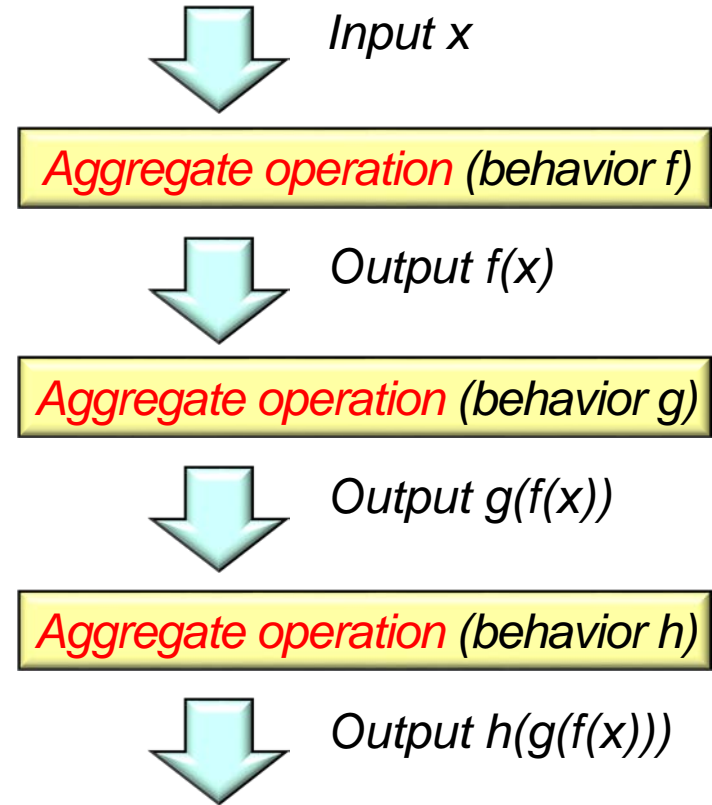 Input x
Aggregate operation (behavior f)
Output f(x)
Aggregate operation (behavior g)
Output g(f(x))
Aggregate operation (behavior h)
Output h(g(f(x)))